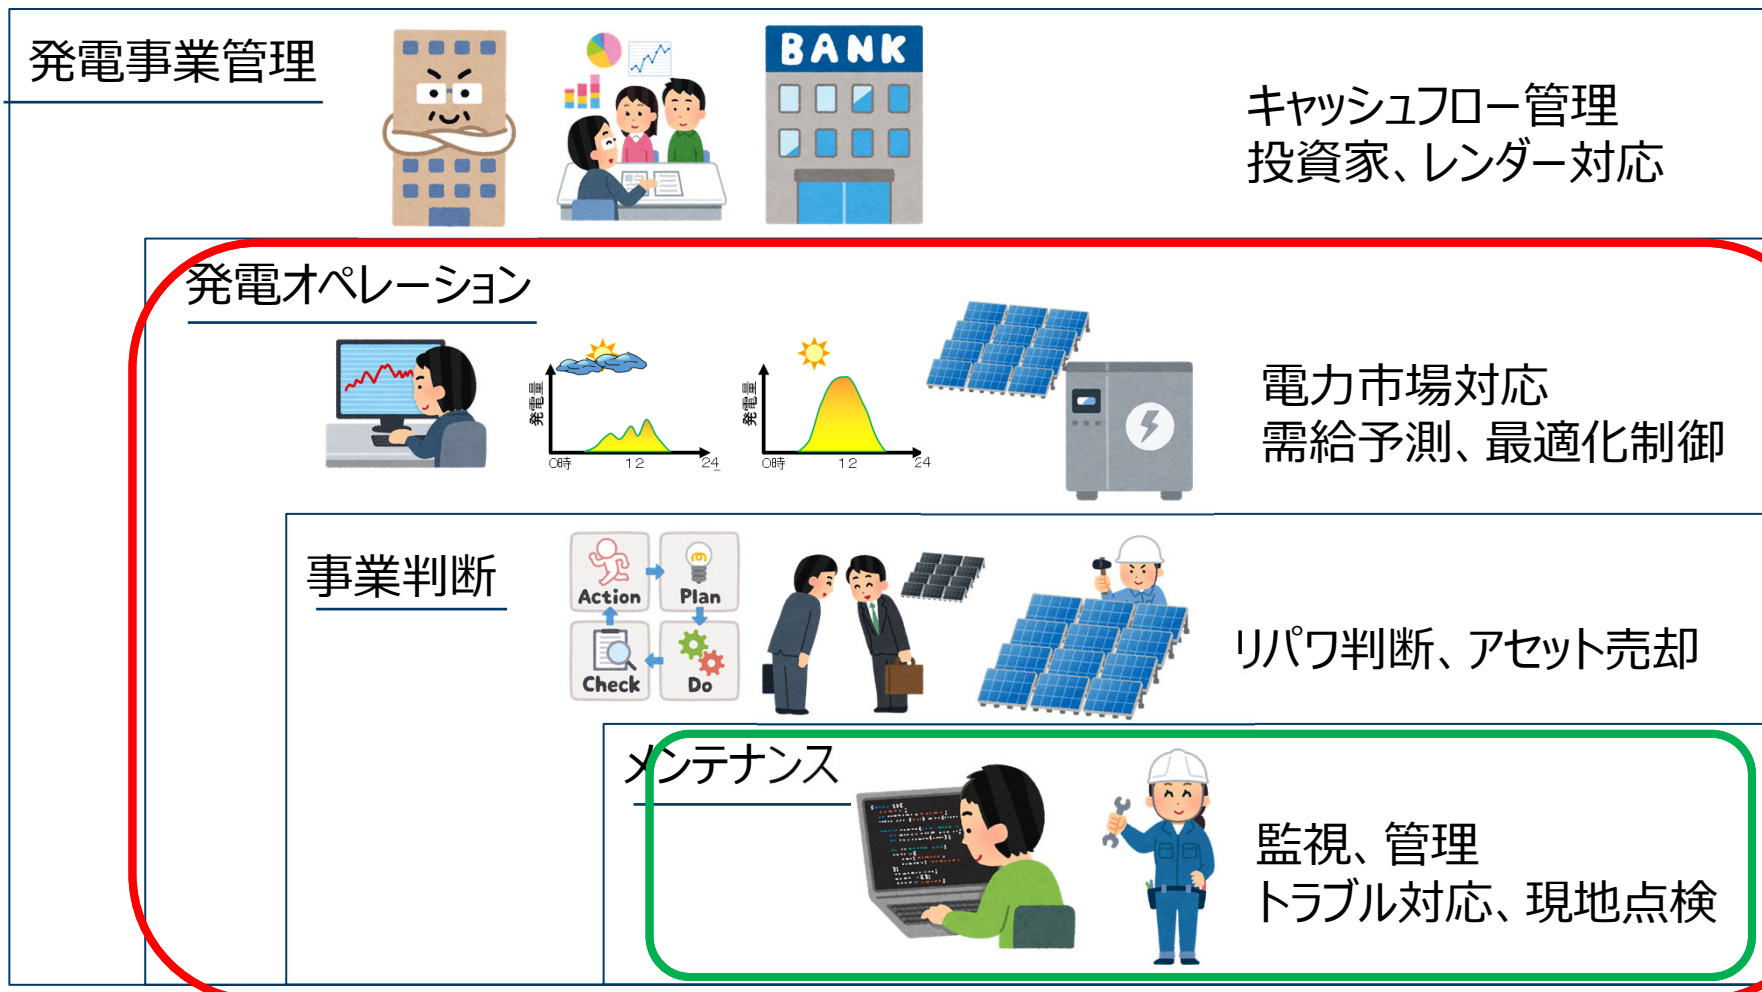 発電事業管理
BANK
キャッシュフロー管理
投資家、レンダー対応
発電オペレーション
発電量
0時
12
24
発電量
0時
12
24
電力市場対応
需給予測、最適化制御
事業判断
Action
Plan
Check
Do
リパワ判断、アセット売却
メンテナンス
監視、管理
トラブル対応、現地点検